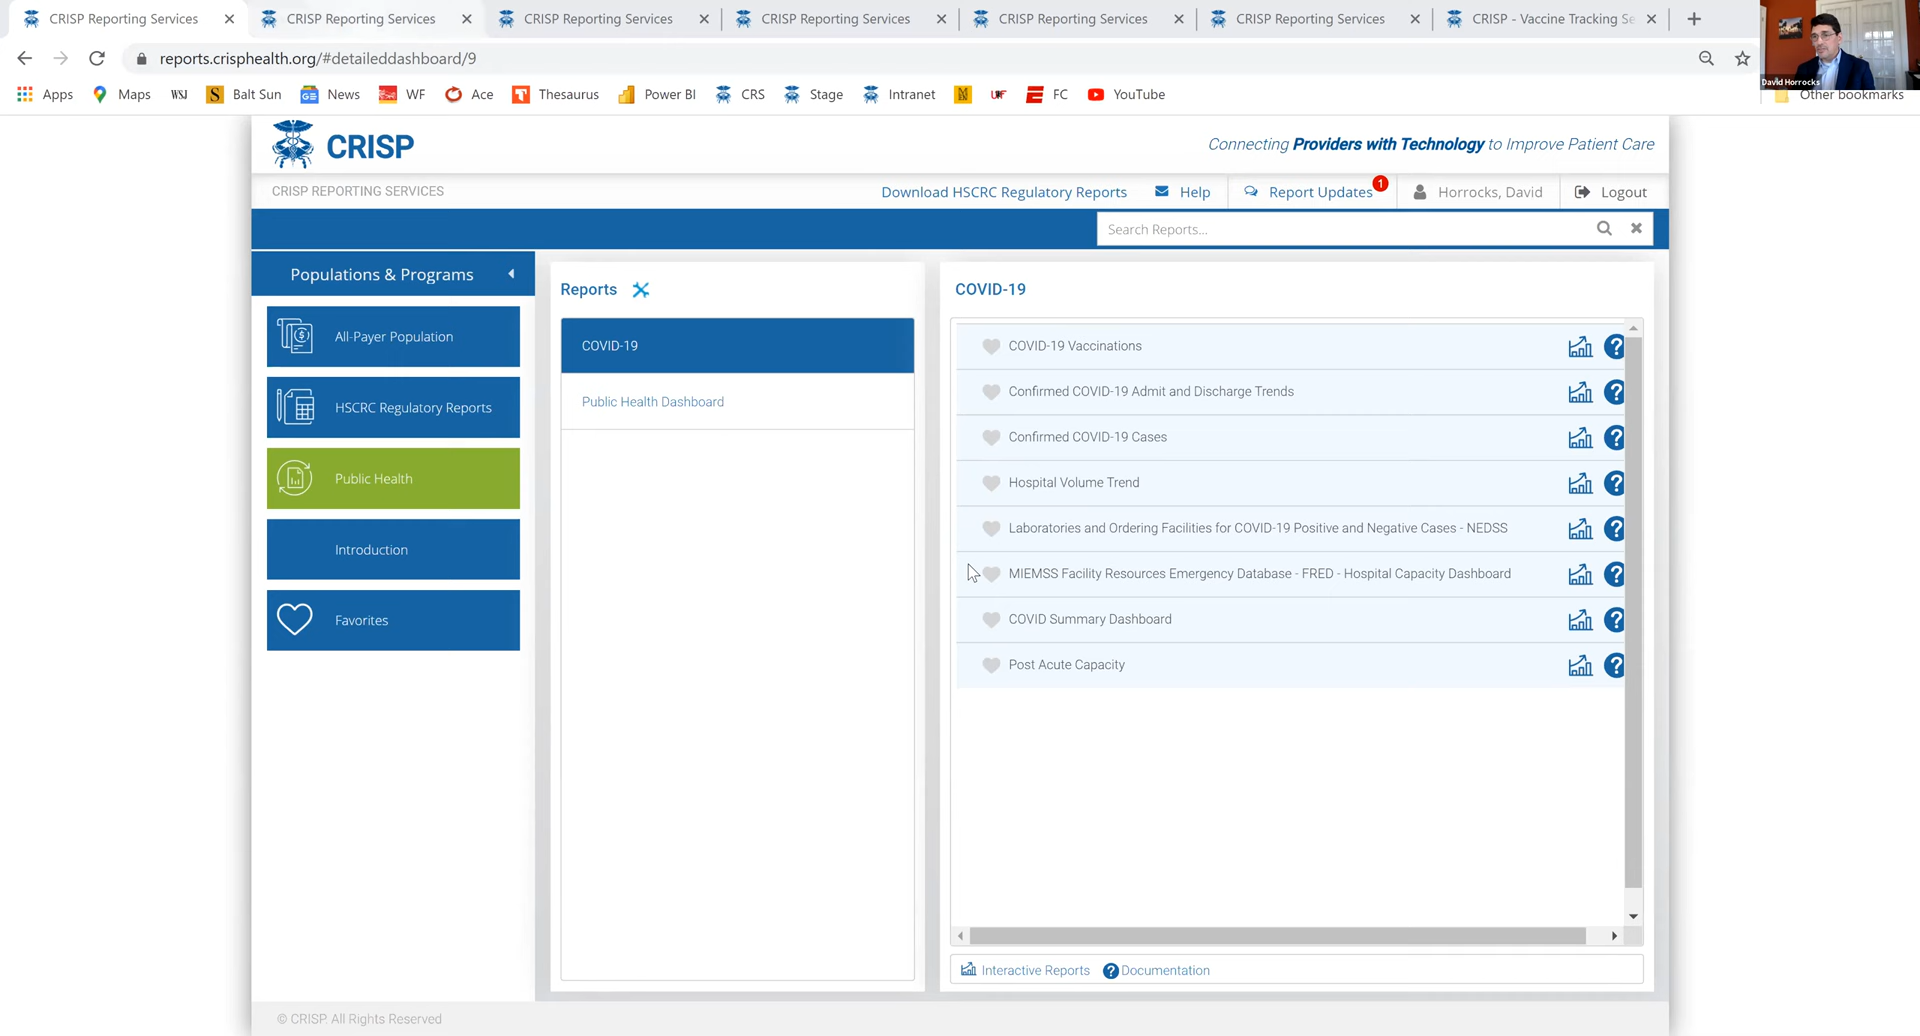 CRISP Reporting Services
CRISP Reporting Services
CRISP Reporting Services
CRISP Reporting Services
CRISP Reporting Services
CRISP Reporting Services
CRISP - Vaccine Tracking Se
reports.crisphealth.org/#detaileddashboard/9
David Horrocks
Apps Maps WSJ Balt Sun News WF Ace Thesaurus Power BI CRS Stage Intranet UF FC YouTube Other bookmarks
CRISP
Connecting Providers with Technology to Improve Patient Care
CRISP REPORTING SERVICES
Download HSCRC Regulatory Reports Help Report Updates 1 Horrocks, David Logout
Search Reports...
Populations & Programs
All-Payer Population
HSCRC Regulatory Reports
Public Health
Introduction
Favorites
Reports
COVID-19
Public Health Dashboard
COVID-19
COVID-19 Vaccinations
Confirmed COVID-19 Admit and Discharge Trends
Confirmed COVID-19 Cases
Hospital Volume Trend
Laboratories and Ordering Facilities for COVID-19 Positive and Negative Cases - NEDSS
MIEMSS Facility Resources Emergency Database - FRED - Hospital Capacity Dashboard
COVID Summary Dashboard
Post Acute Capacity
Interactive Reports Documentation
© CRISP. All Rights Reserved